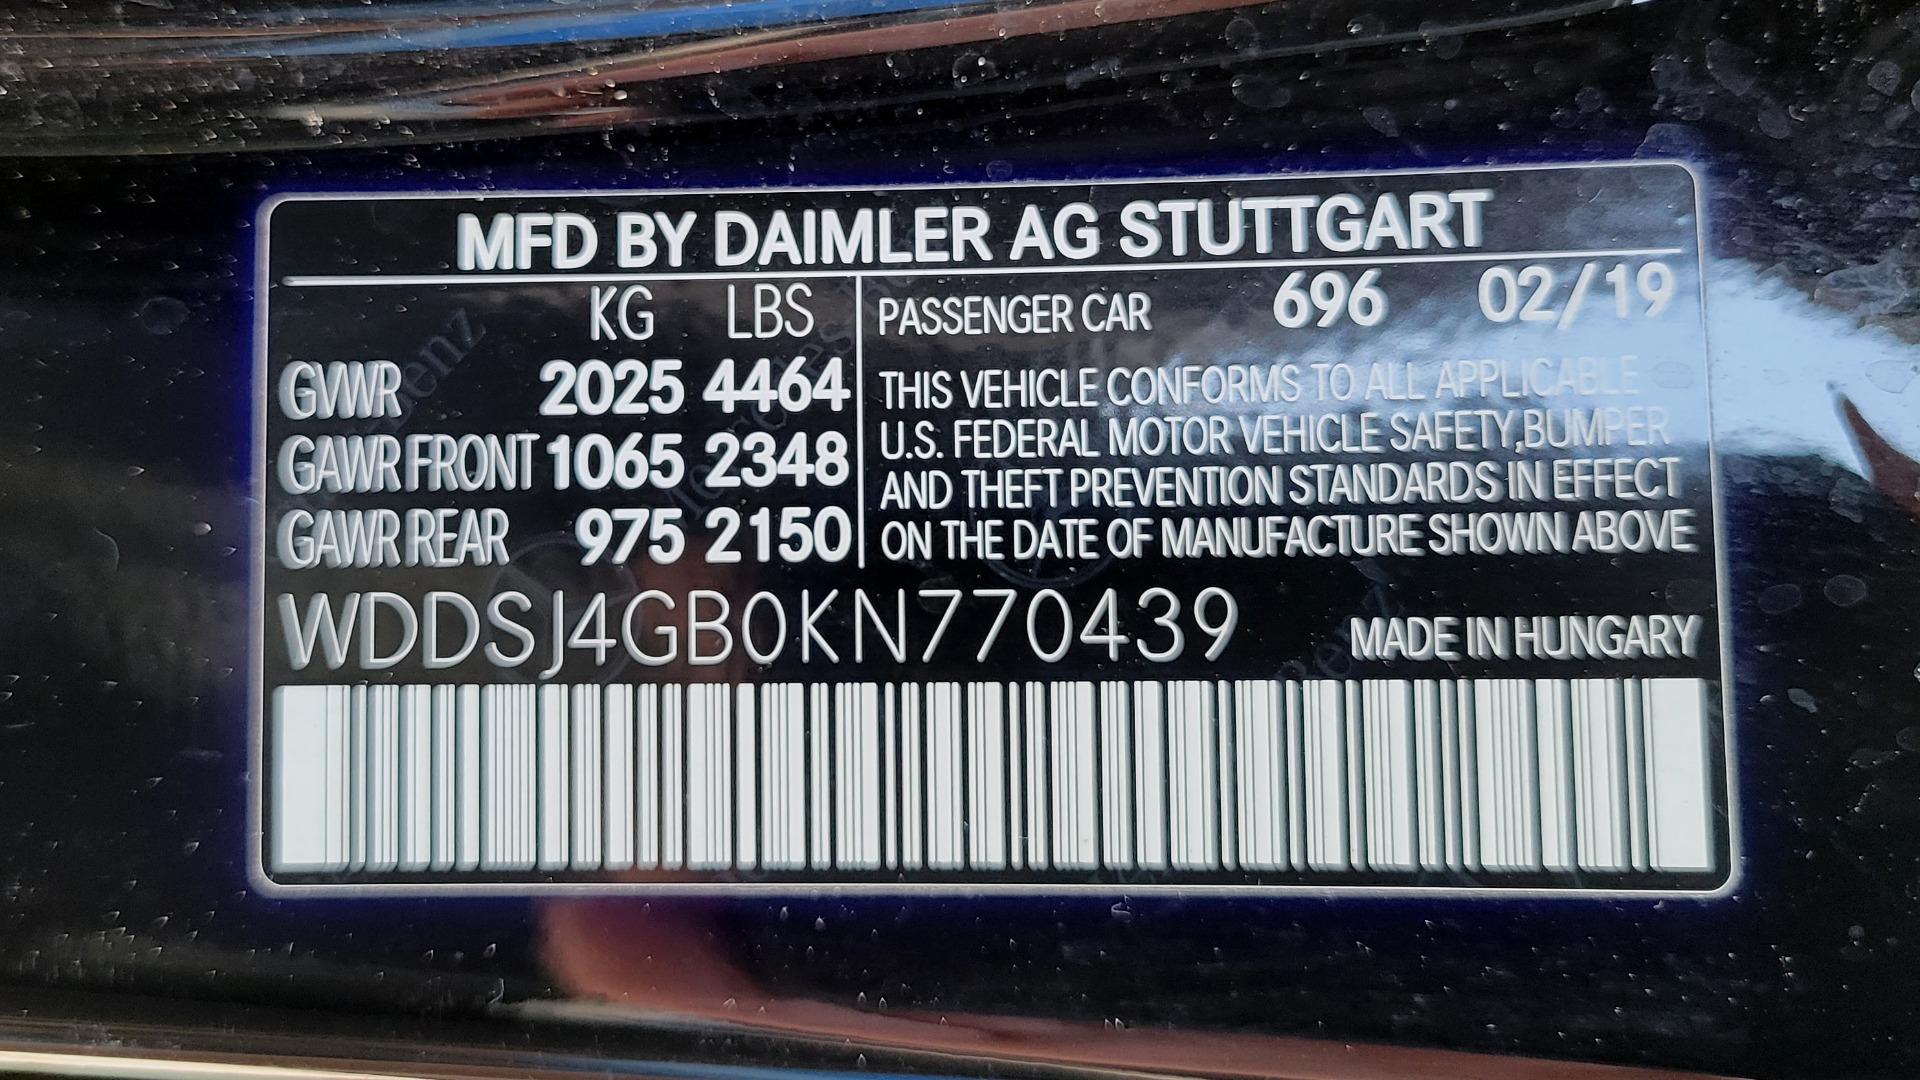 MFD BY DAIMLER AG STUTTGART
KG LBS
GVWR 2025 4464
GAWR FRONT 1065 2348
GAWR REAR 975 2150
PASSENGER CAR 696 02/19
THIS VEHICLE CONFORMS TO ALL APPLICABLE
U.S. FEDERAL MOTOR VEHICLE SAFETY,BUMPER
AND THEFT PREVENTION STANDARDS IN EFFECT
ON THE DATE OF MANUFACTURE SHOWN ABOVE
WDDSJ4GB0KN770439
MADE IN HUNGARY